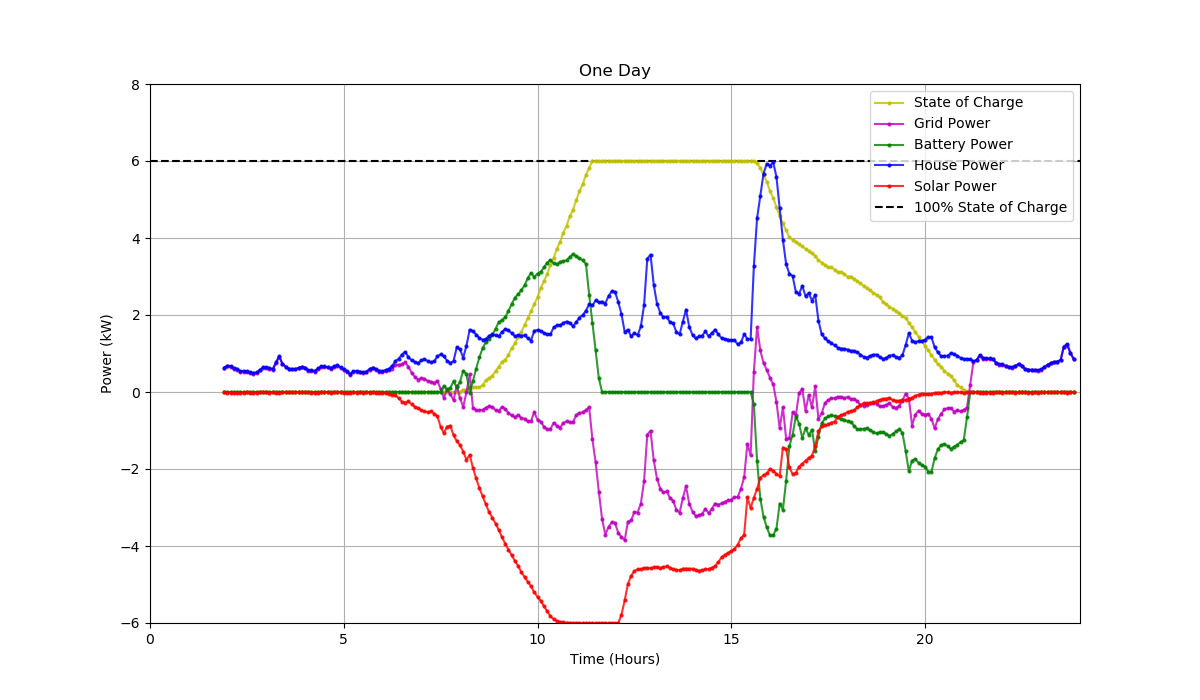 One Day
8
6
4
2
0
−2
−4
−6
Power (kW)
State of Charge
Grid Power
Battery Power
House Power
Solar Power
100% State of Charge
0
5
10
15
20
Time (Hours)